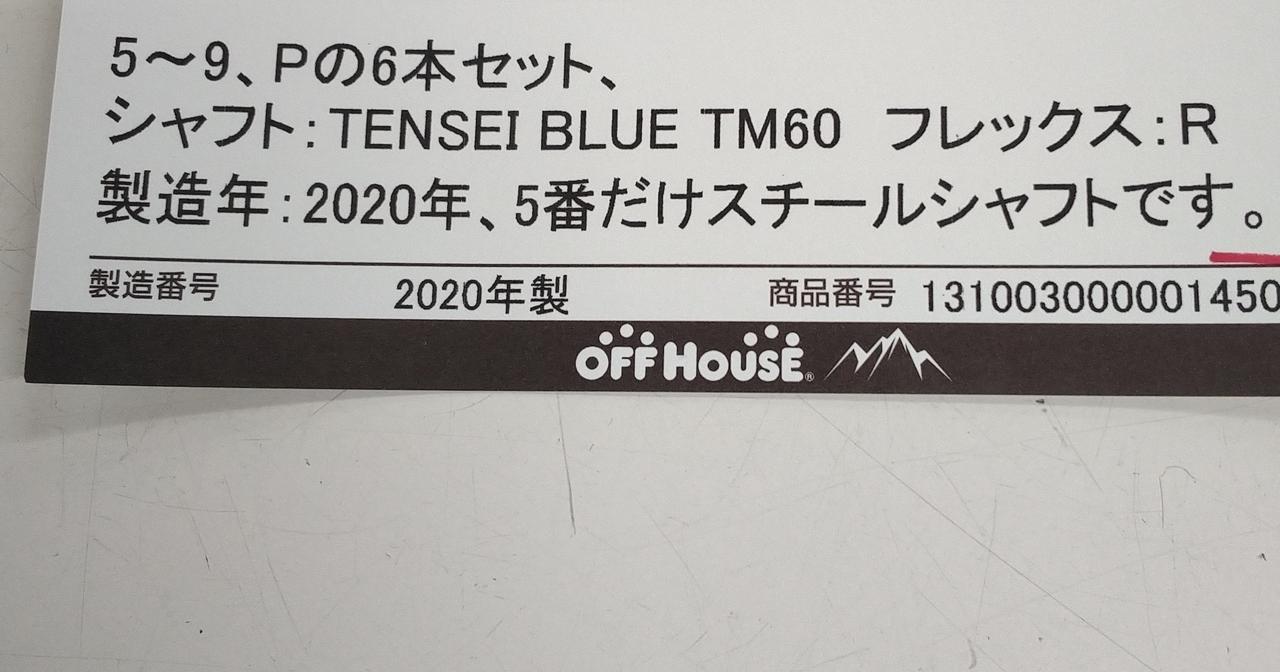 5〜9、Pの6本セット、
シャフト：TENSEI BLUE TM60　フレックス：R
製造年：2020年、5番だけスチールシャフトです。
製造番号　2020年製　商品番号　131003000001450
OFF HOUSE®